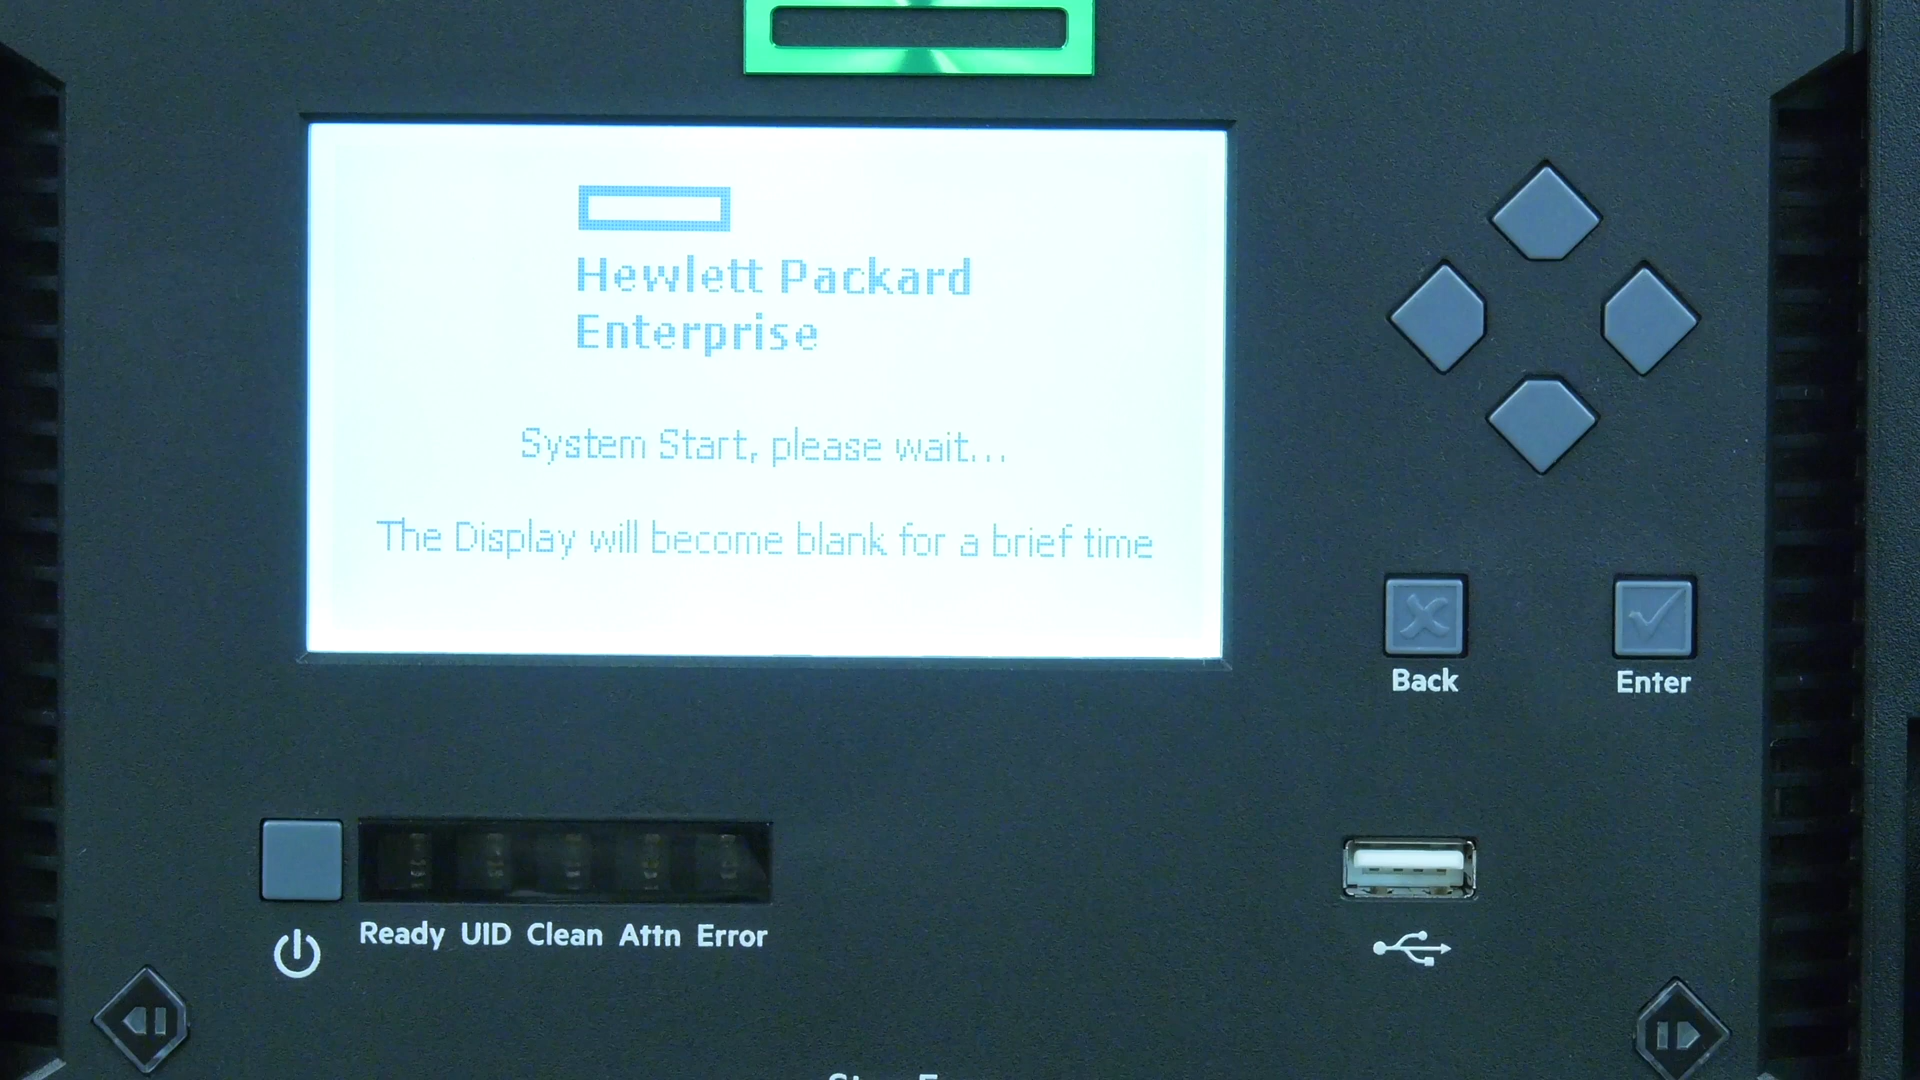 Hewlett Packard
Enterprise
System Start, please wait...
The Display will become blank for a brief time
Back
Enter
Ready UID Clean Attn Error